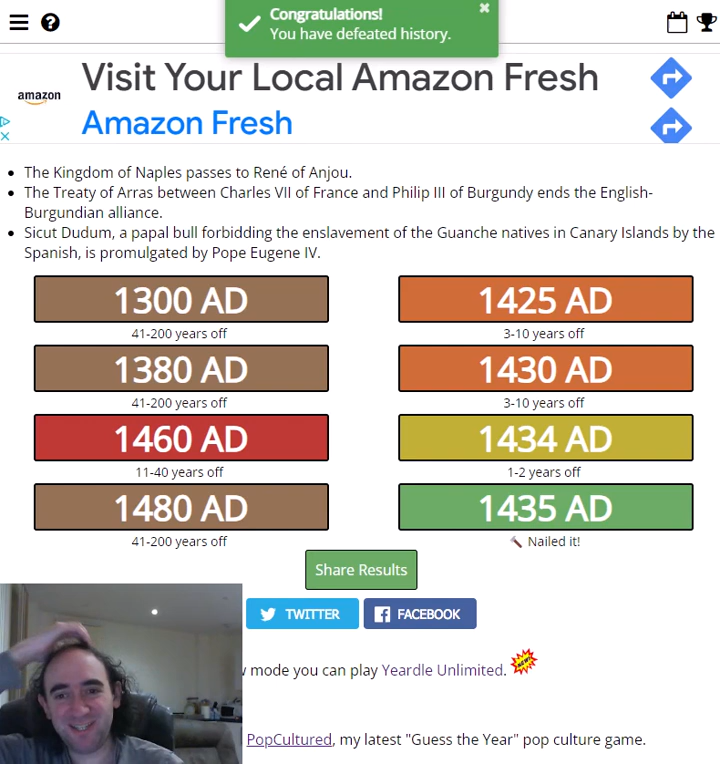 Congratulations!
You have defeated history.
amazon
Visit Your Local Amazon Fresh
Amazon Fresh
• The Kingdom of Naples passes to René of Anjou.
• The Treaty of Arras between Charles VII of France and Philip III of Burgundy ends the English-
Burgundian alliance.
• Sicut Dudum, a papal bull forbidding the enslavement of the Guanche natives in Canary Islands by the
Spanish, is promulgated by Pope Eugene IV.
1300 AD
41-200 years off
1380 AD
41-200 years off
1460 AD
11-40 years off
1480 AD
41-200 years off
1425 AD
3-10 years off
1430 AD
3-10 years off
1434 AD
1-2 years off
1435 AD
Nailed it!
Share Results
TWITTER
FACEBOOK
mode you can play Yeardle Unlimited. NEW!
PopCultured, my latest "Guess the Year" pop culture game.